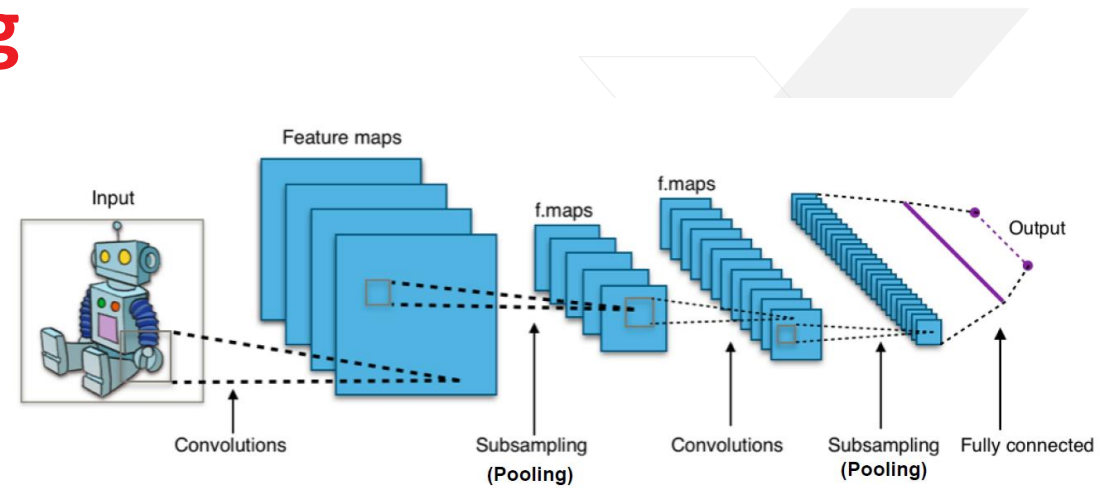 g
Feature maps
Input
f.maps
f.maps
Output
Convolutions
Subsampling
(Pooling)
Convolutions
Subsampling
(Pooling)
Fully connected